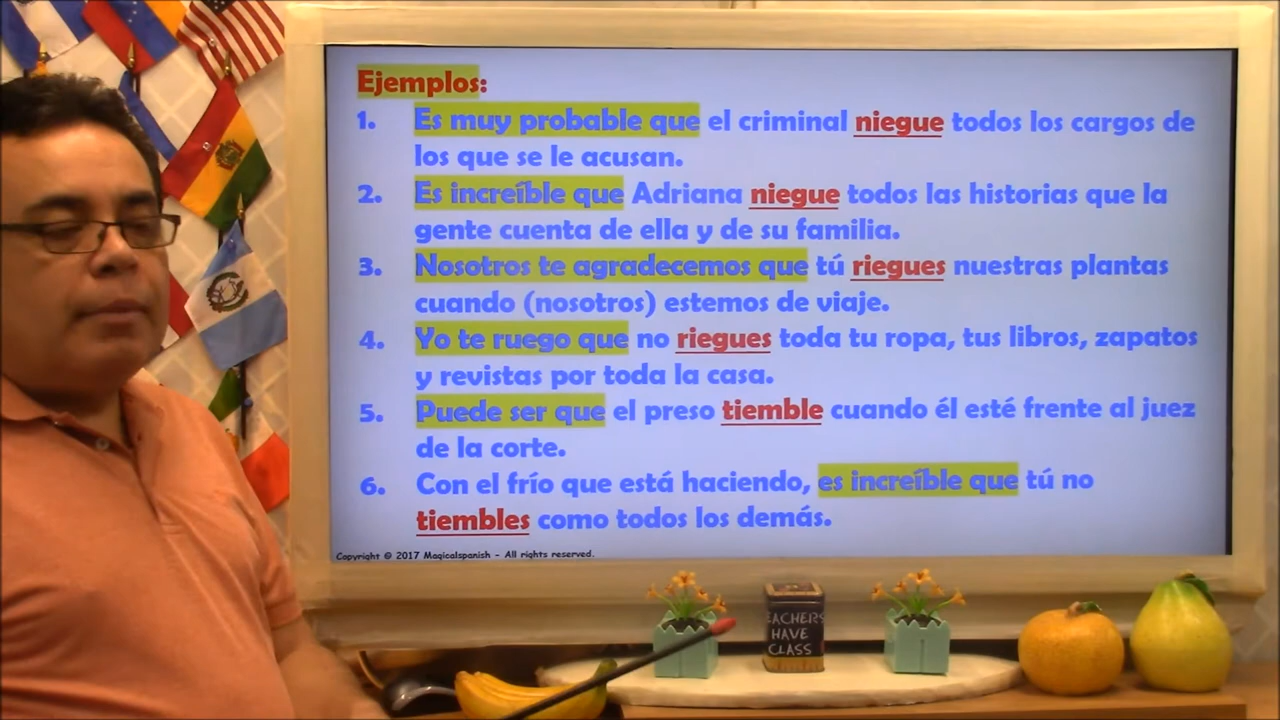 Ejemplos:
1. Es muy probable que el criminal niegue todos los cargos de
los que se le acusan.
2. Es increíble que Adriana niegue todos las historias que la
gente cuenta de ella y de su familia.
3. Nosotros te agradecemos que tú riegues nuestras plantas
cuando (nosotros) estemos de viaje.
4. Yo te ruego que no riegues toda tu ropa, tus libros, zapatos
y revistas por toda la casa.
5. Puede ser que el preso tiemble cuando él esté frente al juez
de la corte.
6. Con el frío que está haciendo, es increíble que tú no
tiembles como todos los demás.
Copyright © 2017 Magicalspanish - All rights reserved.
EACHERS
HAVE
CLASS